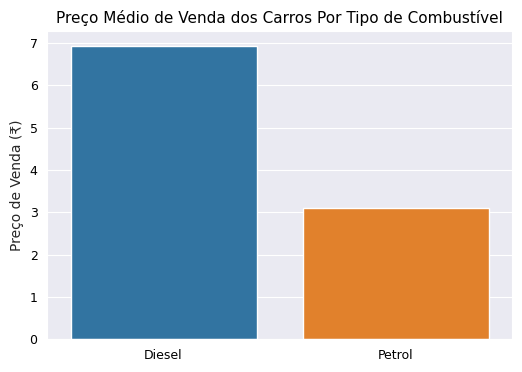 Preço Médio de Venda dos Carros Por Tipo de Combustível
Preço de Venda (₹)
7
6
5
4
3
2
1
0
Diesel Petrol